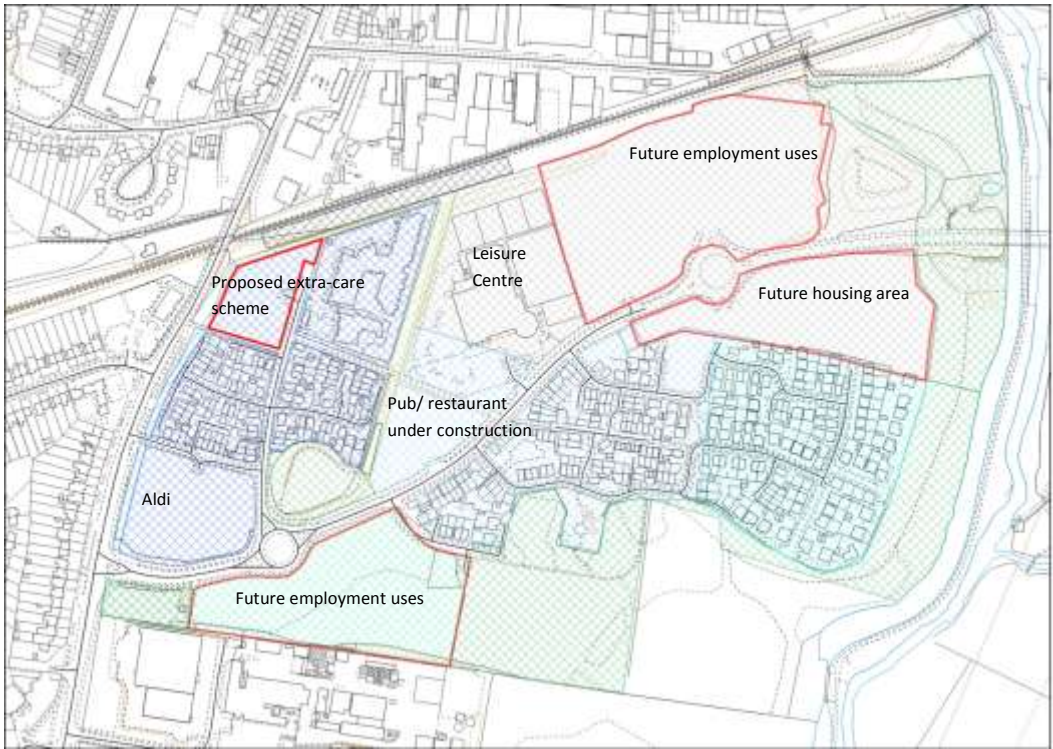 Future employment uses
Leisure
Centre
Proposed extra-care
scheme
Future housing area
Pub/ restaurant
under construction
Aldi
Future employment uses